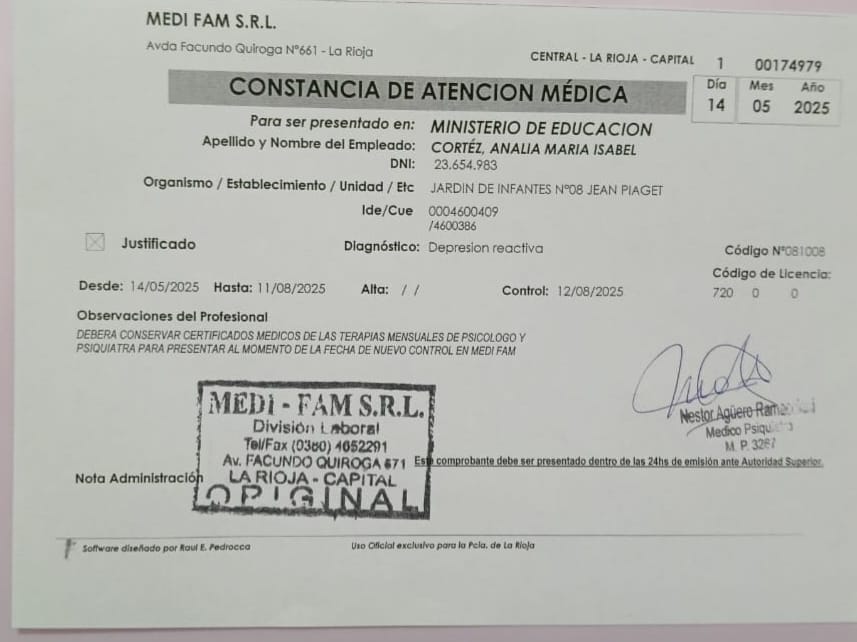 MEDI FAM S.R.L.
Avda Facundo Quiroga Nº661 - La Rioja
CENTRAL - LA RIOJA - CAPITAL 1 00174979
CONSTANCIA DE ATENCION MÉDICA
Día Mes Año
14 05 2025
Para ser presentado en: MINISTERIO DE EDUCACION
Apellido y Nombre del Empleado: CORTÉZ, ANALIA MARIA ISABEL
DNI: 23.654.983
Organismo / Establecimiento / Unidad / Etc JARDIN DE INFANTES Nº08 JEAN PIAGET
Ide/Cue 0004600409
/4600386
Justificado
Diagnóstico: Depresion reactiva
Código Nº081008
Código de Licencia:
720 0 0
Desde: 14/05/2025 Hasta: 11/08/2025 Alta: / / Control: 12/08/2025
Observaciones del Profesional
DEBERA CONSERVAR CERTIFICADOS MEDICOS DE LAS TERAPIAS MENSUALES DE PSICOLOGO Y
PSIQUIATRA PARA PRESENTAR AL MOMENTO DE LA FECHA DE NUEVO CONTROL EN MEDI FAM
MEDI - FAM S.R.L.
División Laboral
Tel/Fax (0380) 4652291
Av. FACUNDO QUIROGA 671
LA RIOJA - CAPITAL
ORIGINAL
Nestor Agüero
Medico
M. P. 3267
Este comprobante debe ser presentado dentro de las 24hs de emisión ante Autoridad Superior.
Nota Administración
Software diseñado por Raul E. Pedrocca
Uso Oficial exclusivo para la Pcia. de La Rioja